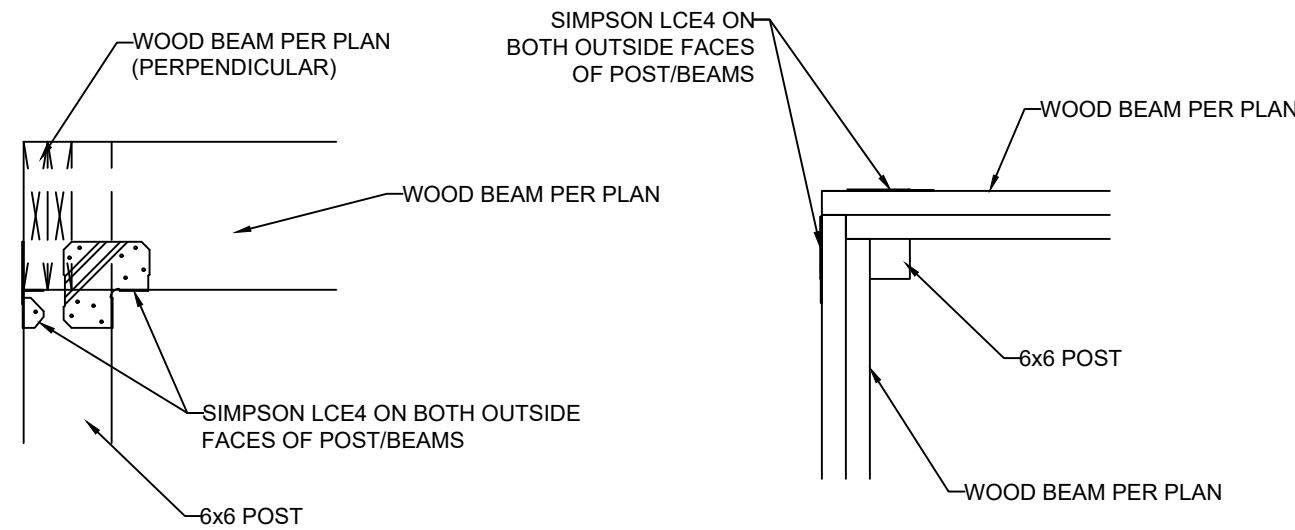 WOOD BEAM PER PLAN
(PERPENDICULAR)
WOOD BEAM PER PLAN
SIMPSON LCE4 ON BOTH OUTSIDE
FACES OF POST/BEAMS
6x6 POST
SIMPSON LCE4 ON
BOTH OUTSIDE FACES
OF POST/BEAMS
WOOD BEAM PER PLAN
6x6 POST
WOOD BEAM PER PLAN